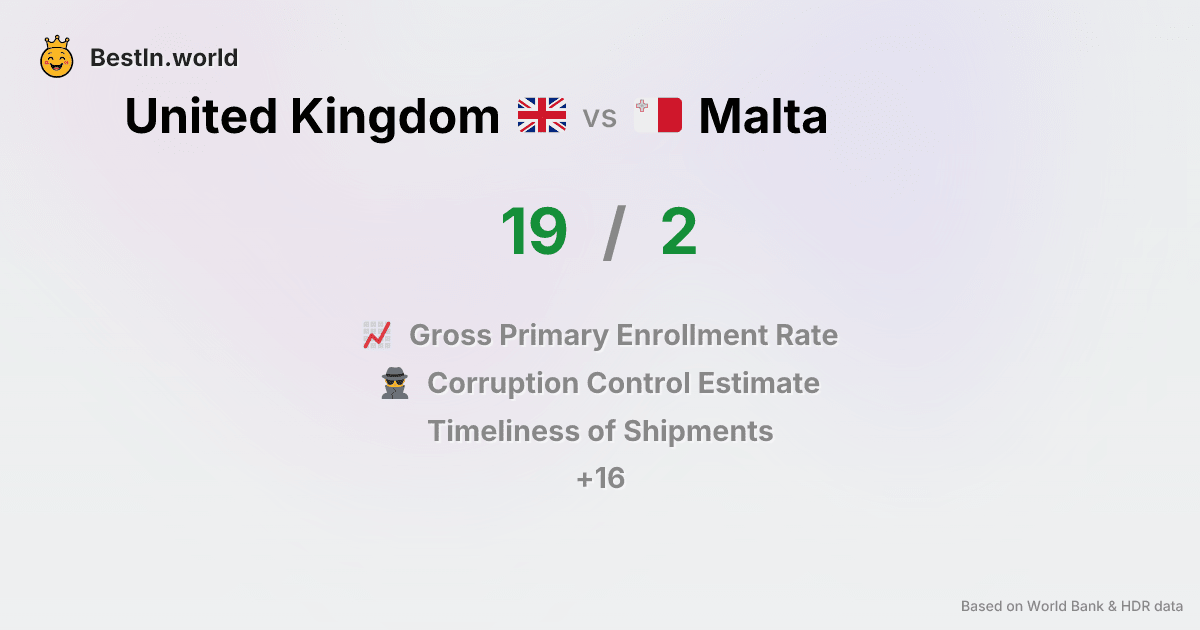 BestIn.world
United Kingdom vs Malta
19 / 2
Gross Primary Enrollment Rate
Corruption Control Estimate
Timeliness of Shipments
+16
Based on World Bank & HDR data